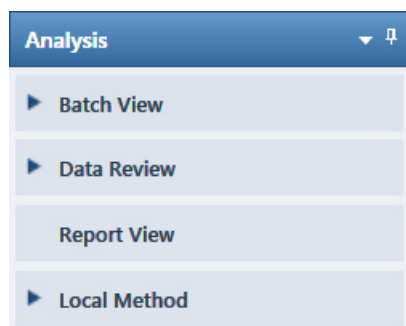 Analysis
Batch View
Data Review
Report View
Local Method